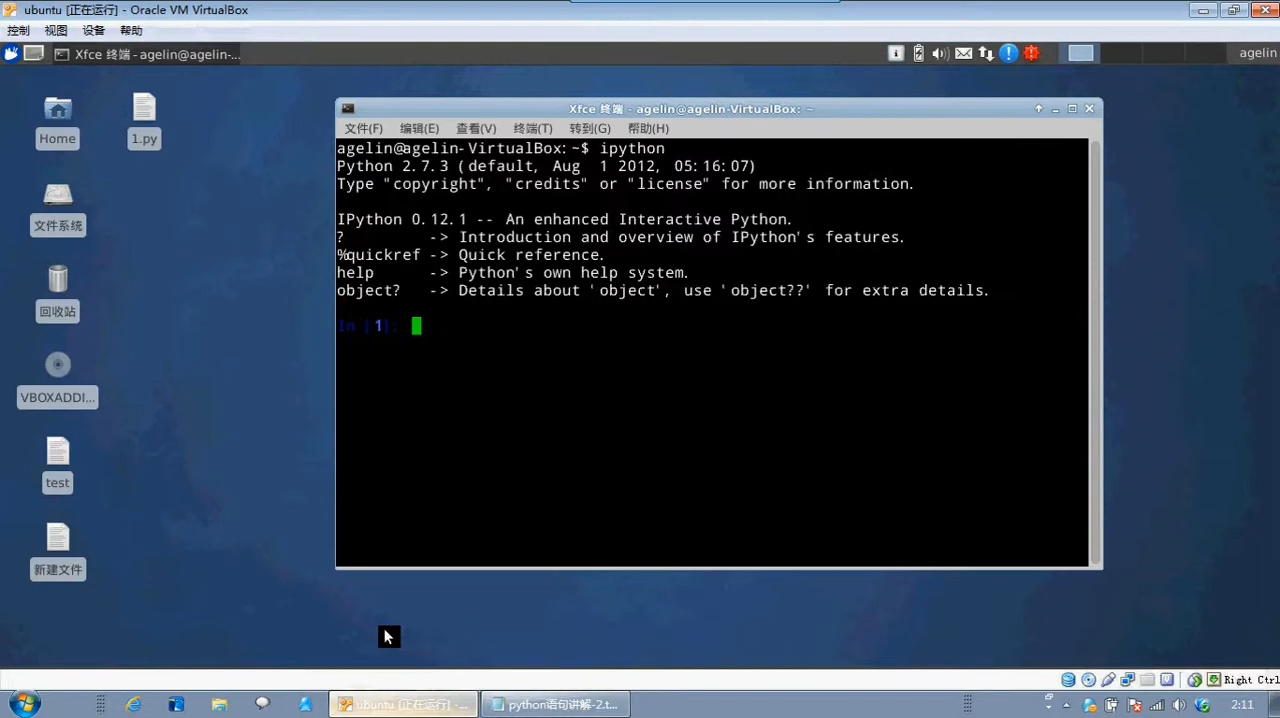 ubuntu [正在运行] - Oracle VM VirtualBox
控制 视图 设备 帮助
Xfce 终端 - agelin@agelin-...
agelin
Home
1.py
文件系统
回收站
VBOXADDI...
test
新建文件
Xfce 终端 - agelin@agelin-VirtualBox: ~
文件(F) 编辑(E) 查看(V) 终端(T) 转到(G) 帮助(H)
agelin@agelin-VirtualBox:~$ ipython
Python 2.7.3 (default, Aug  1 2012, 05:16:07)
Type "copyright", "credits" or "license" for more information.
IPython 0.12.1 -- An enhanced Interactive Python.
?         -> Introduction and overview of IPython's features.
%quickref -> Quick reference.
help      -> Python's own help system.
object?   -> Details about 'object', use 'object??' for extra details.
In [1]:
Right Ctrl
ubuntu [正在运行] -...
python语句讲解-2.t...
2:11